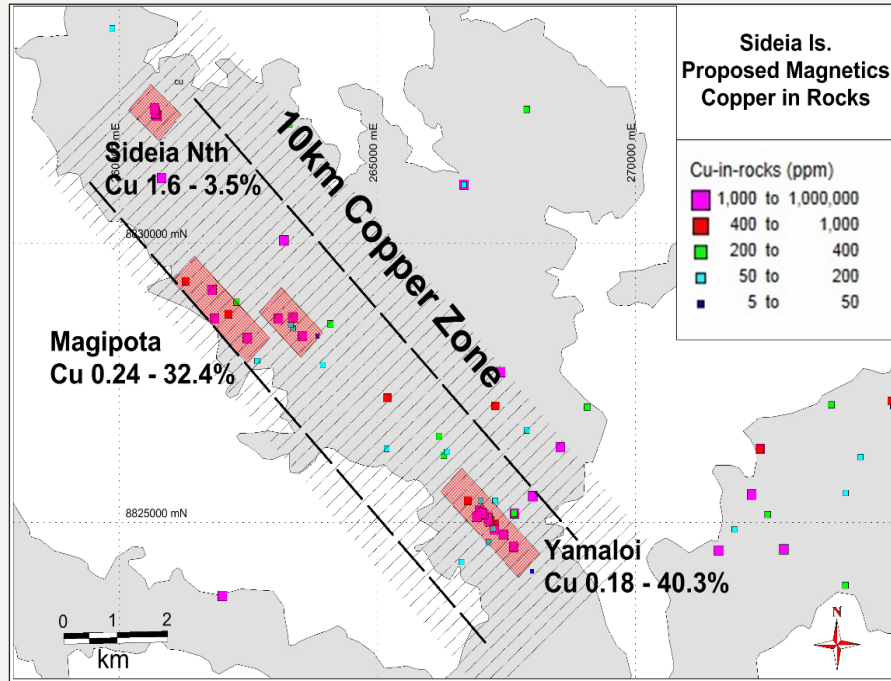 Sideia Is.
Proposed Magnetics
Copper in Rocks
Cu-in-rocks (ppm)
1,000 to 1,000,000
400 to 1,000
200 to 400
50 to 200
5 to 50
cu
265000 mE
270000 mE
10km Copper Zone
Sideia Nth
Cu 1.6 - 3.5%
8830000 mN
Magipota
Cu 0.24 - 32.4%
8825000 mN
Yamaloi
Cu 0.18 - 40.3%
0 1 2
km
N